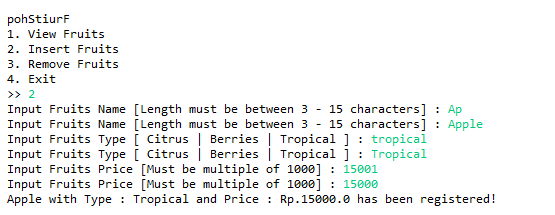 pohStiurF
1. View Fruits
2. Insert Fruits
3. Remove Fruits
4. Exit
>> 2
Input Fruits Name [Length must be between 3 - 15 characters] : Ap
Input Fruits Name [Length must be between 3 - 15 characters] : Apple
Input Fruits Type [ Citrus | Berries | Tropical ] : tropical
Input Fruits Type [ Citrus | Berries | Tropical ] : Tropical
Input Fruits Price [Must be multiple of 1000] : 15001
Input Fruits Price [Must be multiple of 1000] : 15000
Apple with Type : Tropical and Price : Rp.15000.0 has been registered!